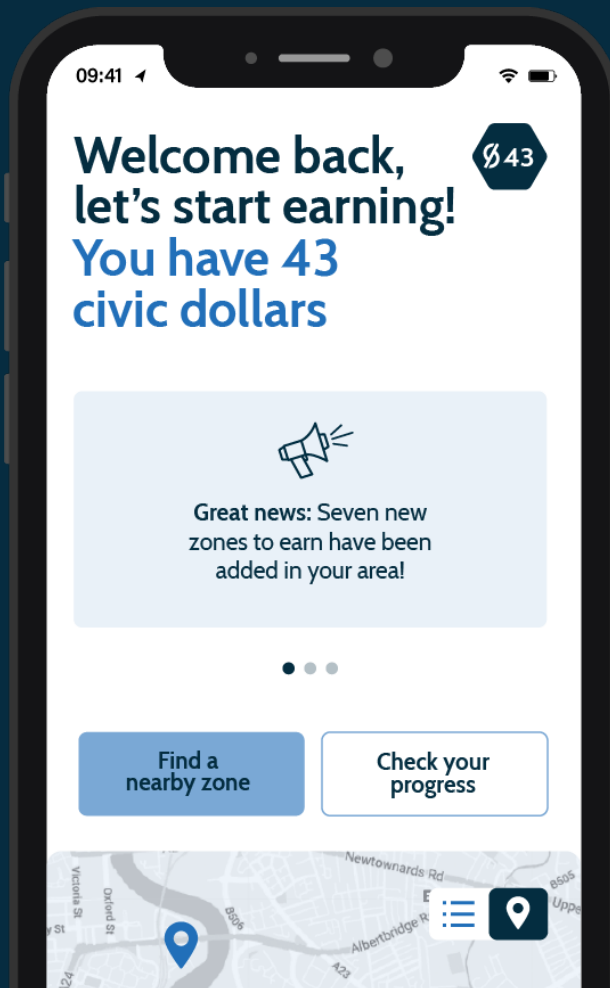 09:41
Welcome back,
let's start earning!
$43
You have 43
civic dollars
Great news: Seven new
zones to earn have been
added in your area!
Find a
nearby zone
Check your
progress
Newtownards Rd
Victoria St
Oxford St
B505
B506
Uppe
y St
E
Albertbridge R
A23
A24